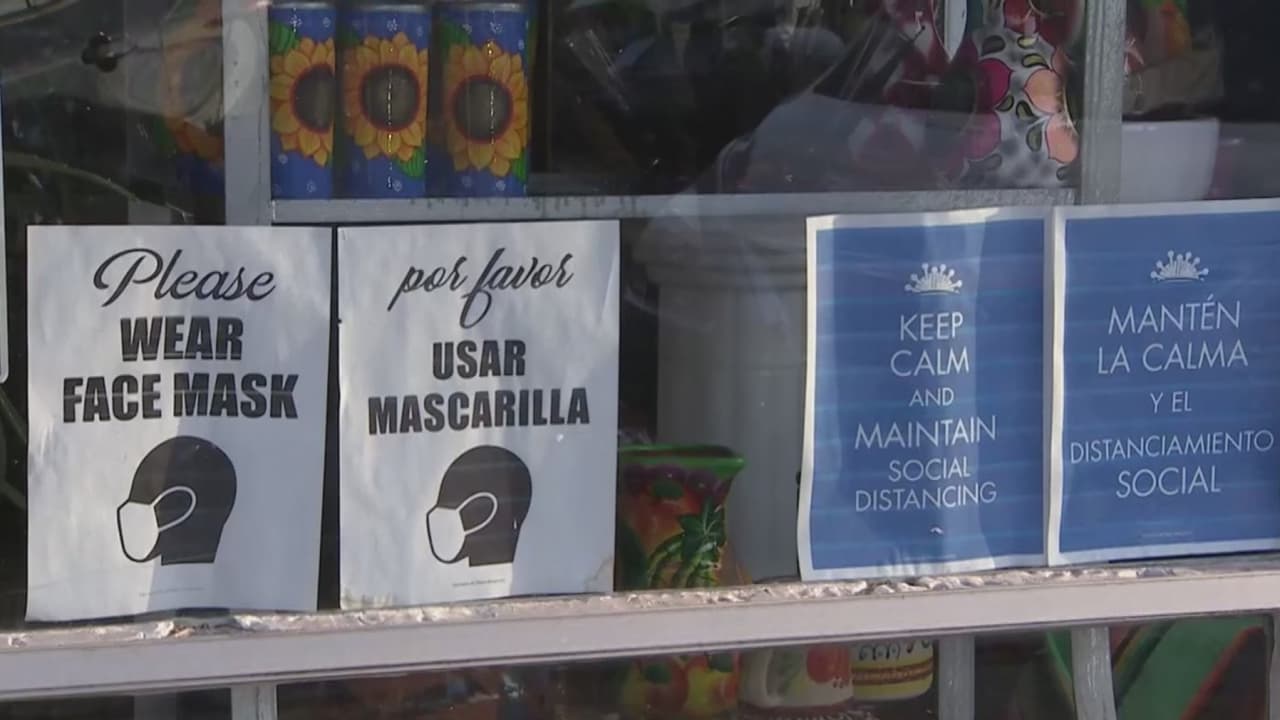 Please
WEAR
FACE MASK
por favor
USAR
MASCARILLA
KEEP
CALM
AND
MAINTAIN
SOCIAL
DISTANCING
MANTÉN
LA CALMA
Y EL
DISTANCIAMIENTO
SOCIAL